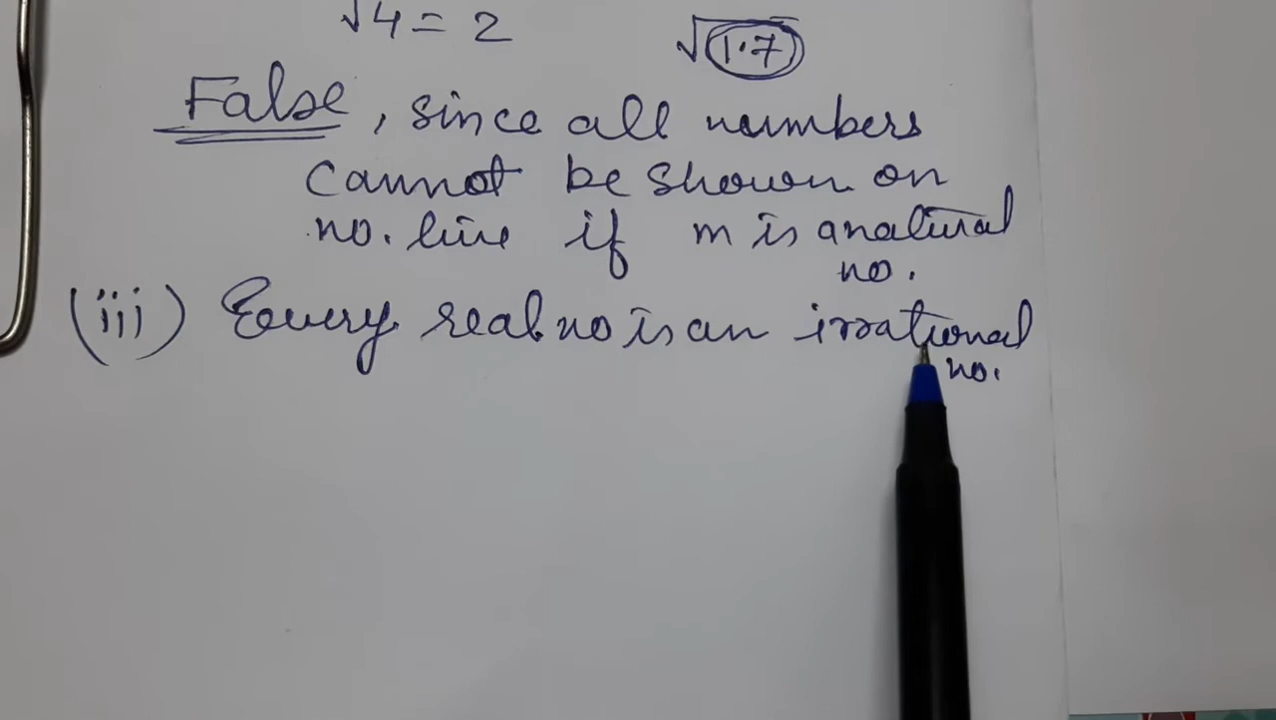 √4 = 2 √1.7
False, since all numbers
cannot be shown on
no. line if m is a natural
no.
(iii) Every real no is an irrational
no.